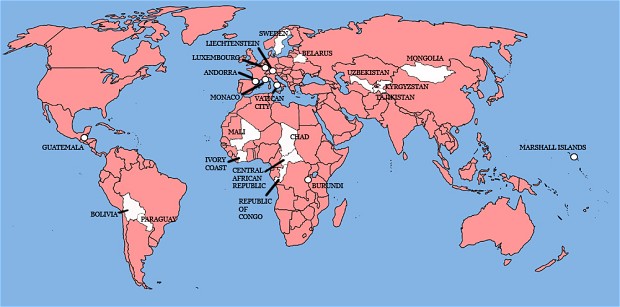 SWEDEN
LIECHTENSTEIN
LUXEMBOURG
BELARUS
ANDORRA
MONGOLIA
UZBEKISTAN
KYRGYZSTAN
TAJIKISTAN
MONACO
VATICAN
CITY
MALI
CHAD
GUATEMALA
MARSHALL ISLANDS
IVORY
COAST
CENTRAL
AFRICAN
REPUBLIC
BURUNDI
REPUBLIC
OF
CONGO
BOLIVIA
PARAGUAY